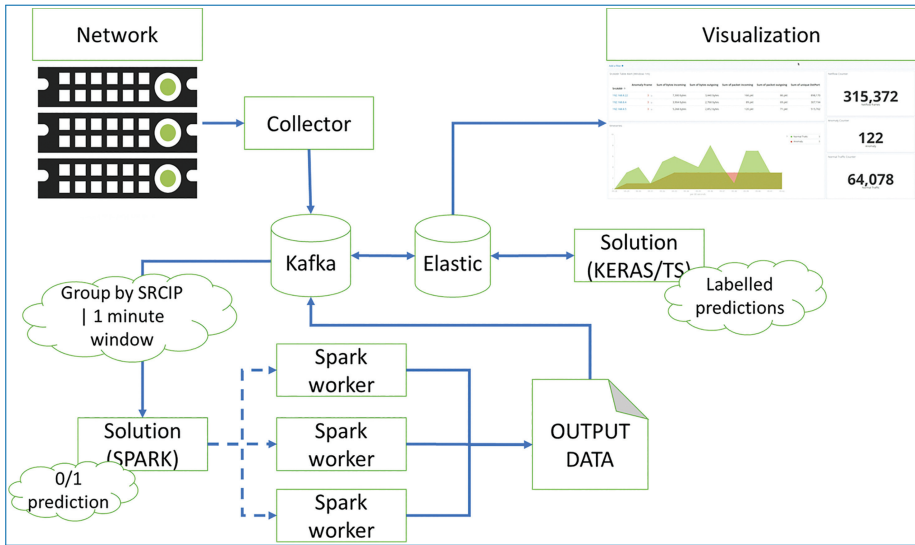 Network
Visualization
Collector
315,372
122
64,078
Kafka
Elastic
Solution
(KERAS/TS)
Labelled
predictions
Group by SRCIP
| 1 minute
window
Spark
worker
Solution
(SPARK)
Spark
worker
OUTPUT
DATA
0/1
prediction
Spark
worker